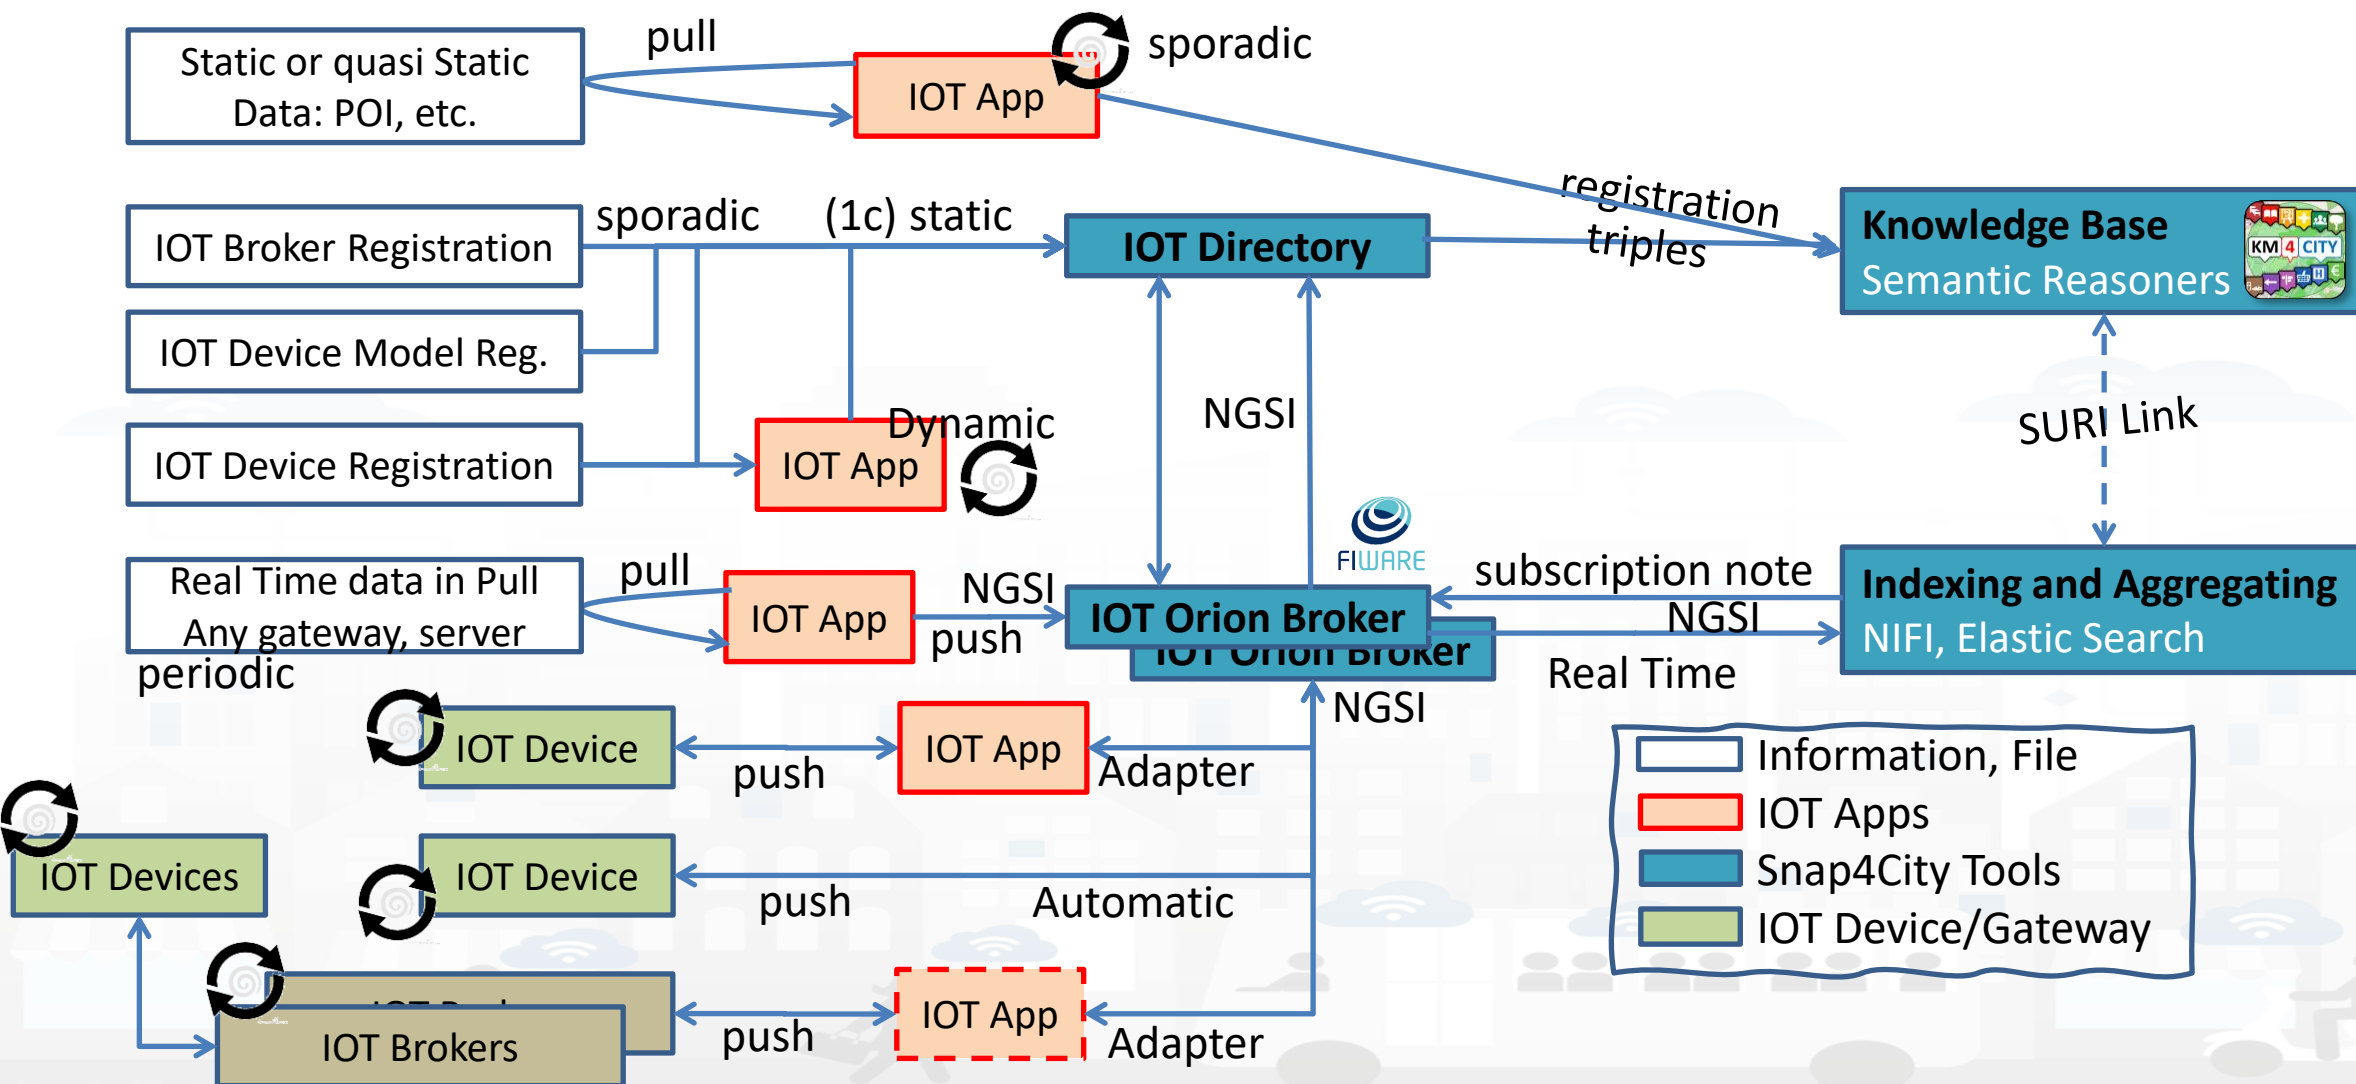 pull
sporadic
Static or quasi Static
Data: POI, etc.
IOT App
registration
triples
IOT Broker Registration
sporadic
(1c) static
IOT Directory
Knowledge Base
Semantic Reasoners
KM 4 CITY
IOT Device Model Reg.
NGSI
SURI Link
Dynamic
IOT Device Registration
IOT App
FIWARE
Real Time data in Pull
Any gateway, server
periodic
pull
IOT App
NGSI
push
IOT Orion Broker
IOT Orion Broker
subscription note
NGSI
Real Time
Indexing and Aggregating
NIFI, Elastic Search
NGSI
IOT Device
push
IOT App
Adapter
Information, File
IOT Apps
Snap4City Tools
IOT Device/Gateway
IOT Devices
IOT Device
push
Automatic
IOT Brokers
push
IOT App
Adapter